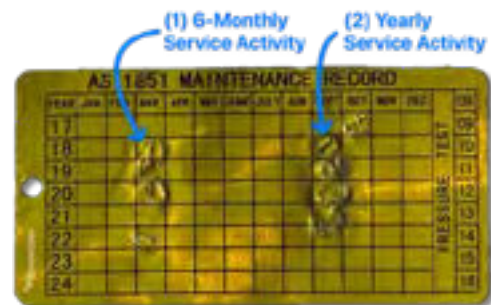 (1) 6-Monthly
Service Activity
(2) Yearly
Service Activity
AS 1851 MAINTENANCE RECORD
YEAR JAN FEB MAR APR MAY JUNE JULY AUG OCT NOV DEC
17
18
19
20
21
22
23
24
PRESSURE TEST
09
10
11
12
13
14
15
16